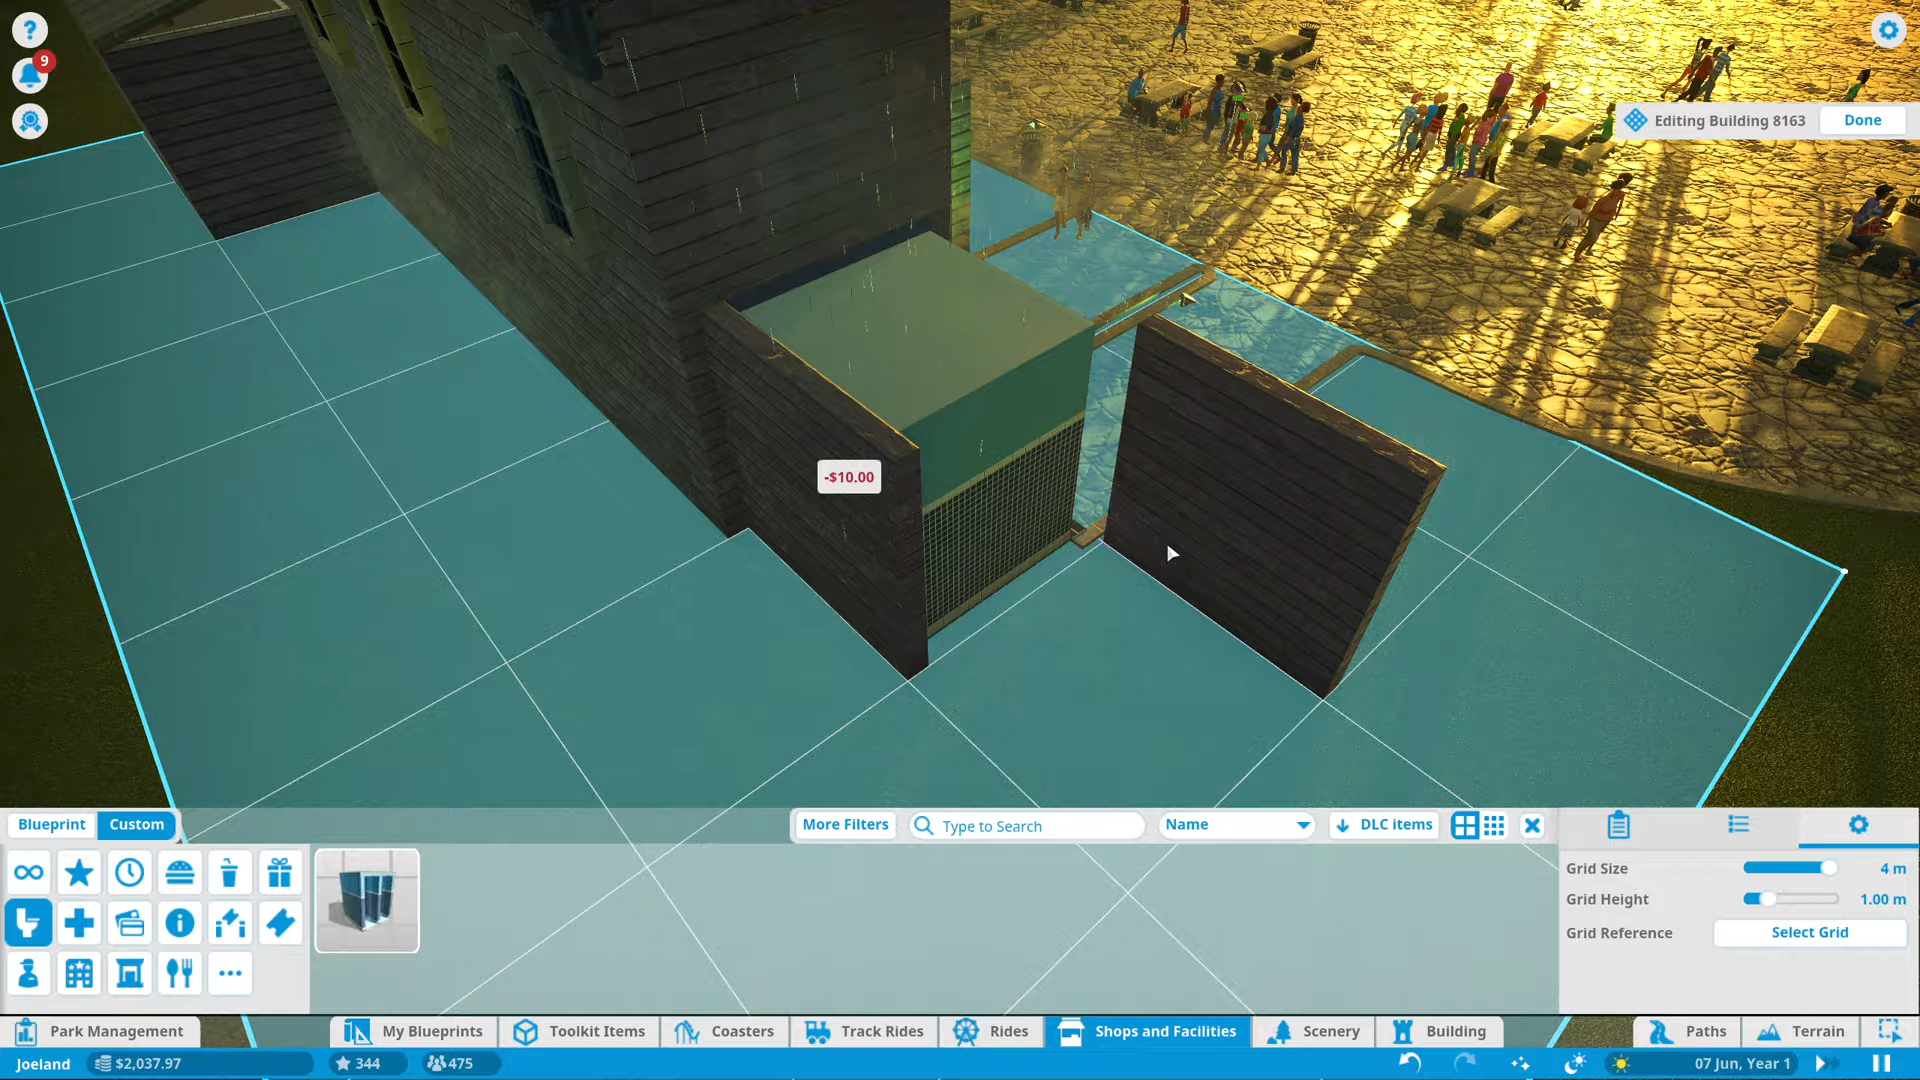 ?
9
Editing Building 8163
Done
-$10.00
Blueprint
Custom
More Filters
Type to Search
Name
DLC items
Grid Size
4 m
Grid Height
1.00 m
Grid Reference
Select Grid
Park Management
My Blueprints
Toolkit Items
Coasters
Track Rides
Rides
Shops and Facilities
Scenery
Building
Paths
Terrain
Joeland
$2,037.97
344
475
07 Jun, Year 1